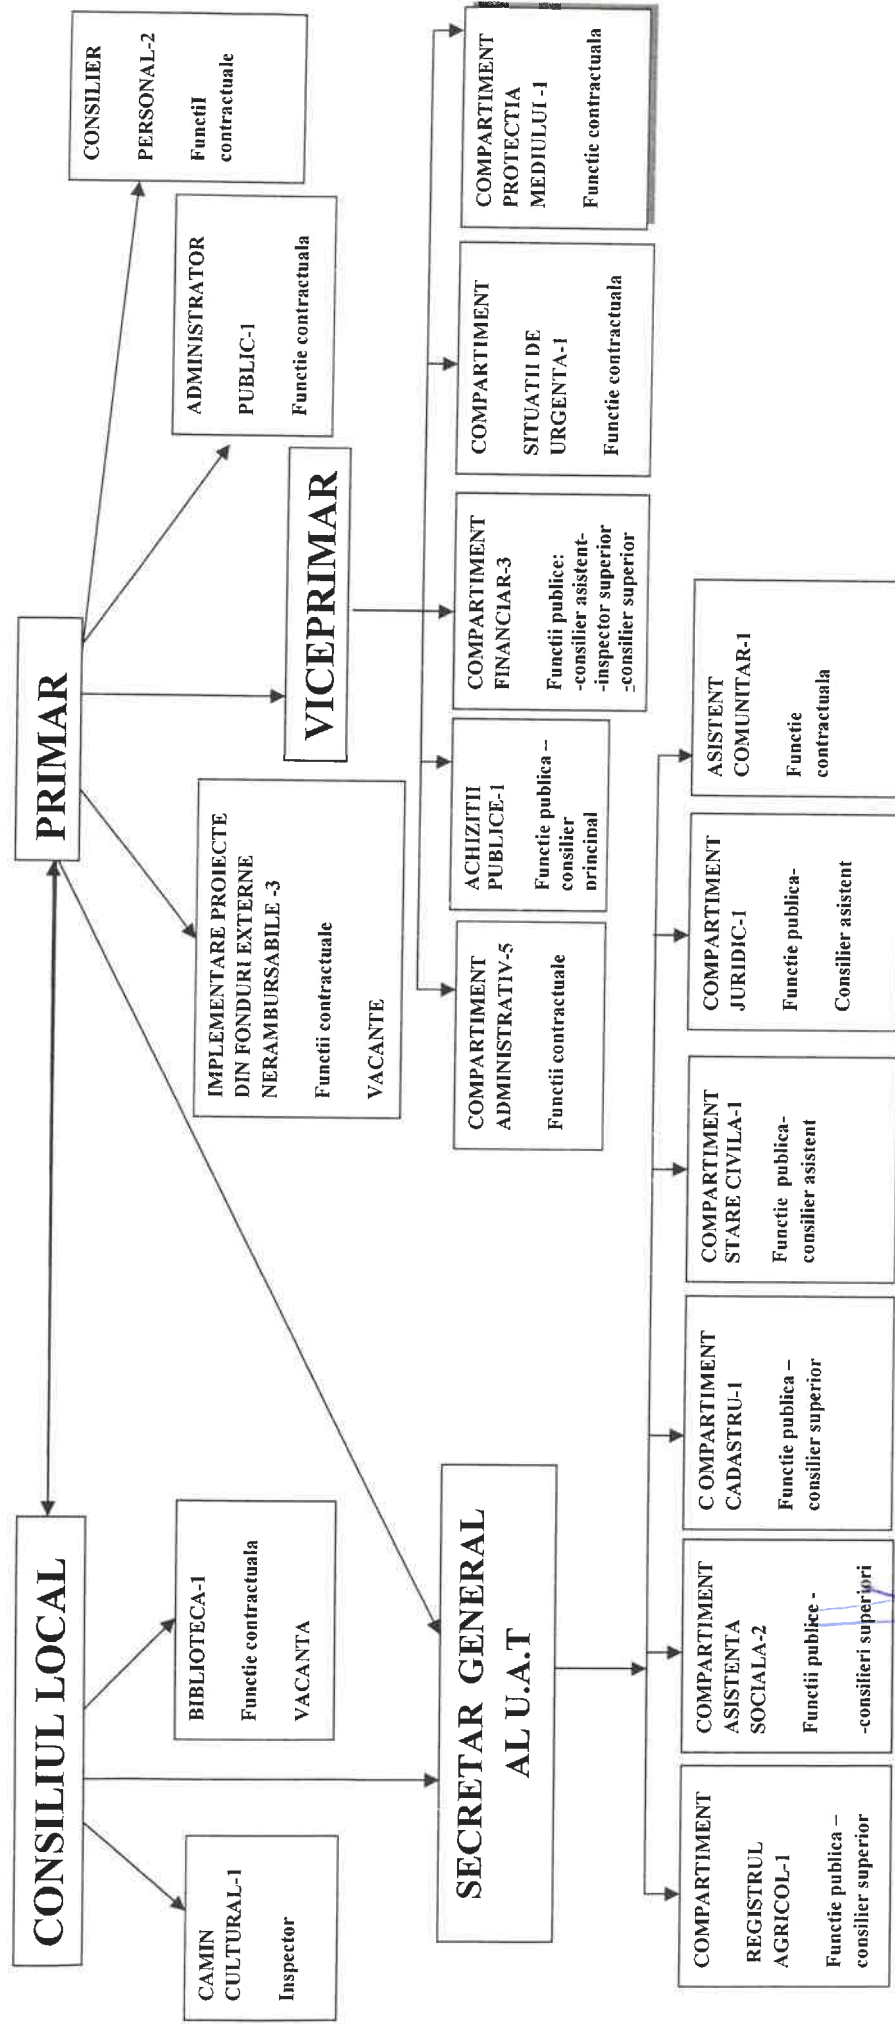 CONSILIUL LOCAL
PRIMAR
CAMIN
CULTURAL-1
Inspector
BIBLIOTECA-1
Functie contractuala
VACANTA
IMPLEMENTARE PROIECTE
DIN FONDURI EXTERNE
NERAMBURSABILE -3
Functii contractuale
VACANTE
VICEPRIMAR
ADMINISTRATOR
PUBLIC-1
Functie contractuala
CONSILIER
PERSONAL-2
FunctiI
contractuale
SECRETAR GENERAL
AL U.A.T
COMPARTIMENT
ADMINISTRATIV-5
Functii contractuale
ACHIZITII
PUBLICE-1
Functie publica –
consilier
principal
COMPARTIMENT
FINANCIAR-3
Functii publice:
-consilier asistent-
-inspector superior
-consilier superior
COMPARTIMENT
SITUATII DE
URGENTA-1
Functie contractuala
COMPARTIMENT
PROTECTIA
MEDIULUI -1
Functie contractuala
COMPARTIMENT
REGISTRUL
AGRICOL-1
Functie publica –
consilier superior
COMPARTIMENT
ASISTENTA
SOCIALA-2
Functii publice -
-consilieri superiori
C OMPARTIMENT
CADASTRU-1
Functie publica –
consilier superior
COMPARTIMENT
STARE CIVILA-1
Functie publica-
consilier asistent
COMPARTIMENT
JURIDIC-1
Functie publica-
Consilier asistent
ASISTENT
COMUNITAR-1
Functie
contractuala